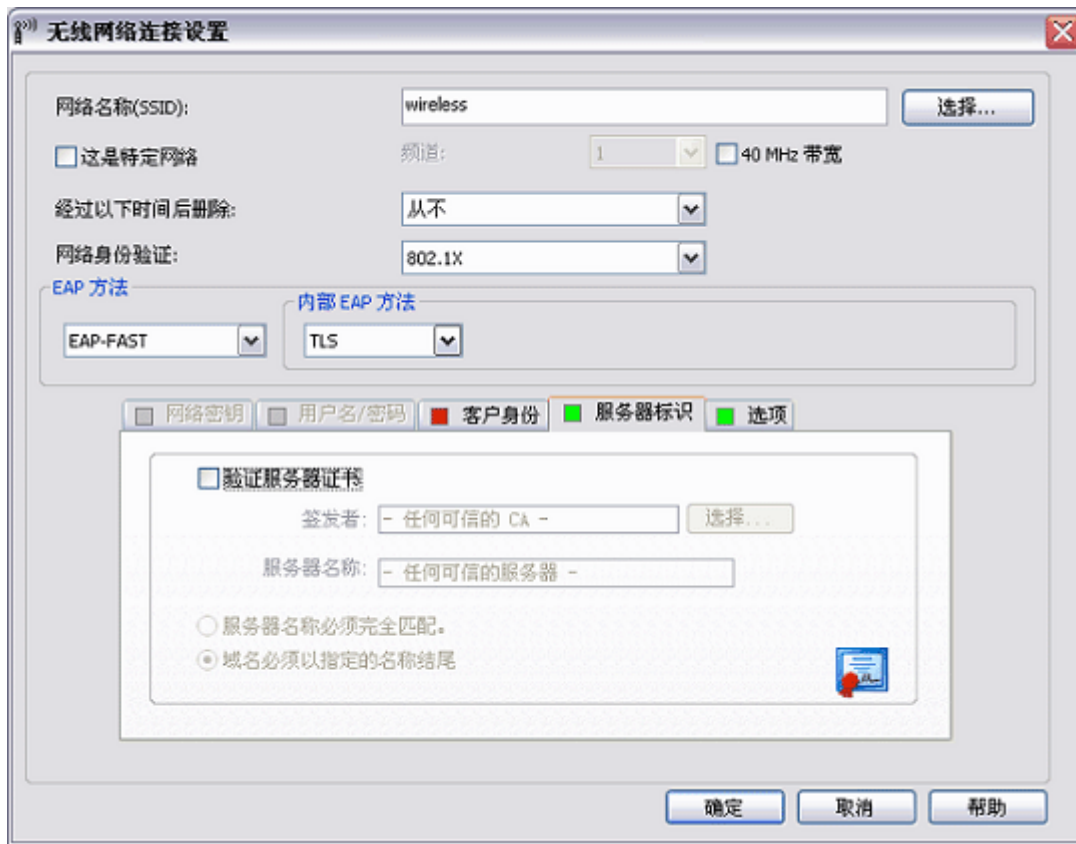 无线网络连接设置
网络名称(SSID): wireless 选择...
这是特定网络 频道: 1 40 MHz 带宽
经过以下时间后删除: 从不
网络身份验证: 802.1X
EAP 方法 内部 EAP 方法
EAP-FAST TLS
网络密钥 用户名/密码 客户身份 服务器标识 选项
验证服务器证书
签发者: - 任何可信的 CA - 选择...
服务器名称: - 任何可信的服务器 -
服务器名称必须完全匹配。
域名必须以指定的名称结尾
确定 取消 帮助